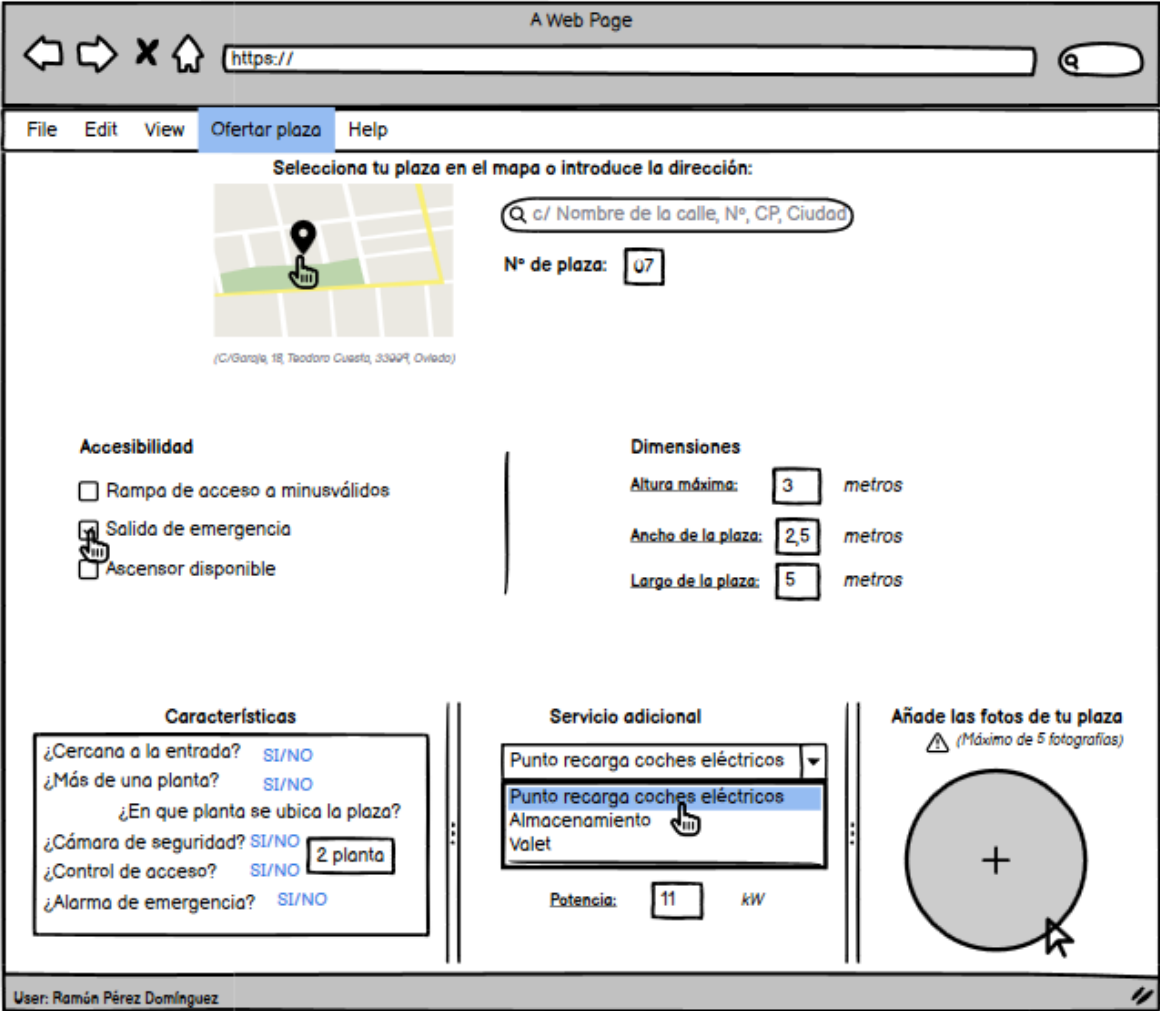 A Web Page
https://
File Edit View Ofertar plaza Help
Selecciona tu plaza en el mapa o introduce la dirección:
c/ Nombre de la calle, Nº, CP, Ciudad
Nº de plaza: 07
(C/Garaje, 18, Teodoro Cuesta, 33009, Oviedo)
Accesibilidad
Rampa de acceso a minusválidos
Salida de emergencia
Ascensor disponible
Dimensiones
Altura máxima: 3 metros
Ancho de la plaza: 2,5 metros
Largo de la plaza: 5 metros
Características
¿Cercana a la entrada? SI/NO
¿Más de una planta? SI/NO
¿En que planta se ubica la plaza?
2 planta
¿Cámara de seguridad? SI/NO
¿Control de acceso? SI/NO
¿Alarma de emergencia? SI/NO
Servicio adicional
Punto recarga coches eléctricos
Punto recarga coches eléctricos
Almacenamiento
Valet
Potencia: 11 kW
Añade las fotos de tu plaza
(Máximo de 5 fotografías)
User: Ramón Pérez Domínguez